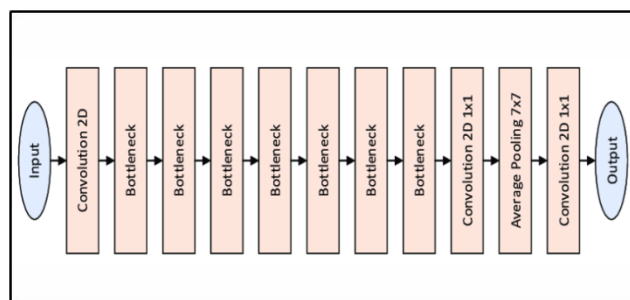 Input
Convolution 2D
Bottleneck
Bottleneck
Bottleneck
Bottleneck
Bottleneck
Bottleneck
Bottleneck
Convolution 2D 1x1
Average Pooling 7x7
Convolution 2D 1x1
Output